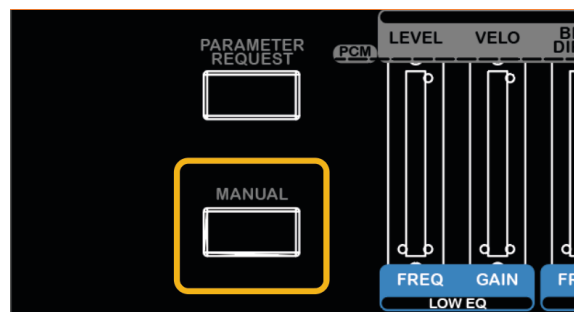 PARAMETER
REQUEST
PCM
LEVEL VELO
MANUAL
FREQ GAIN
LOW EQ